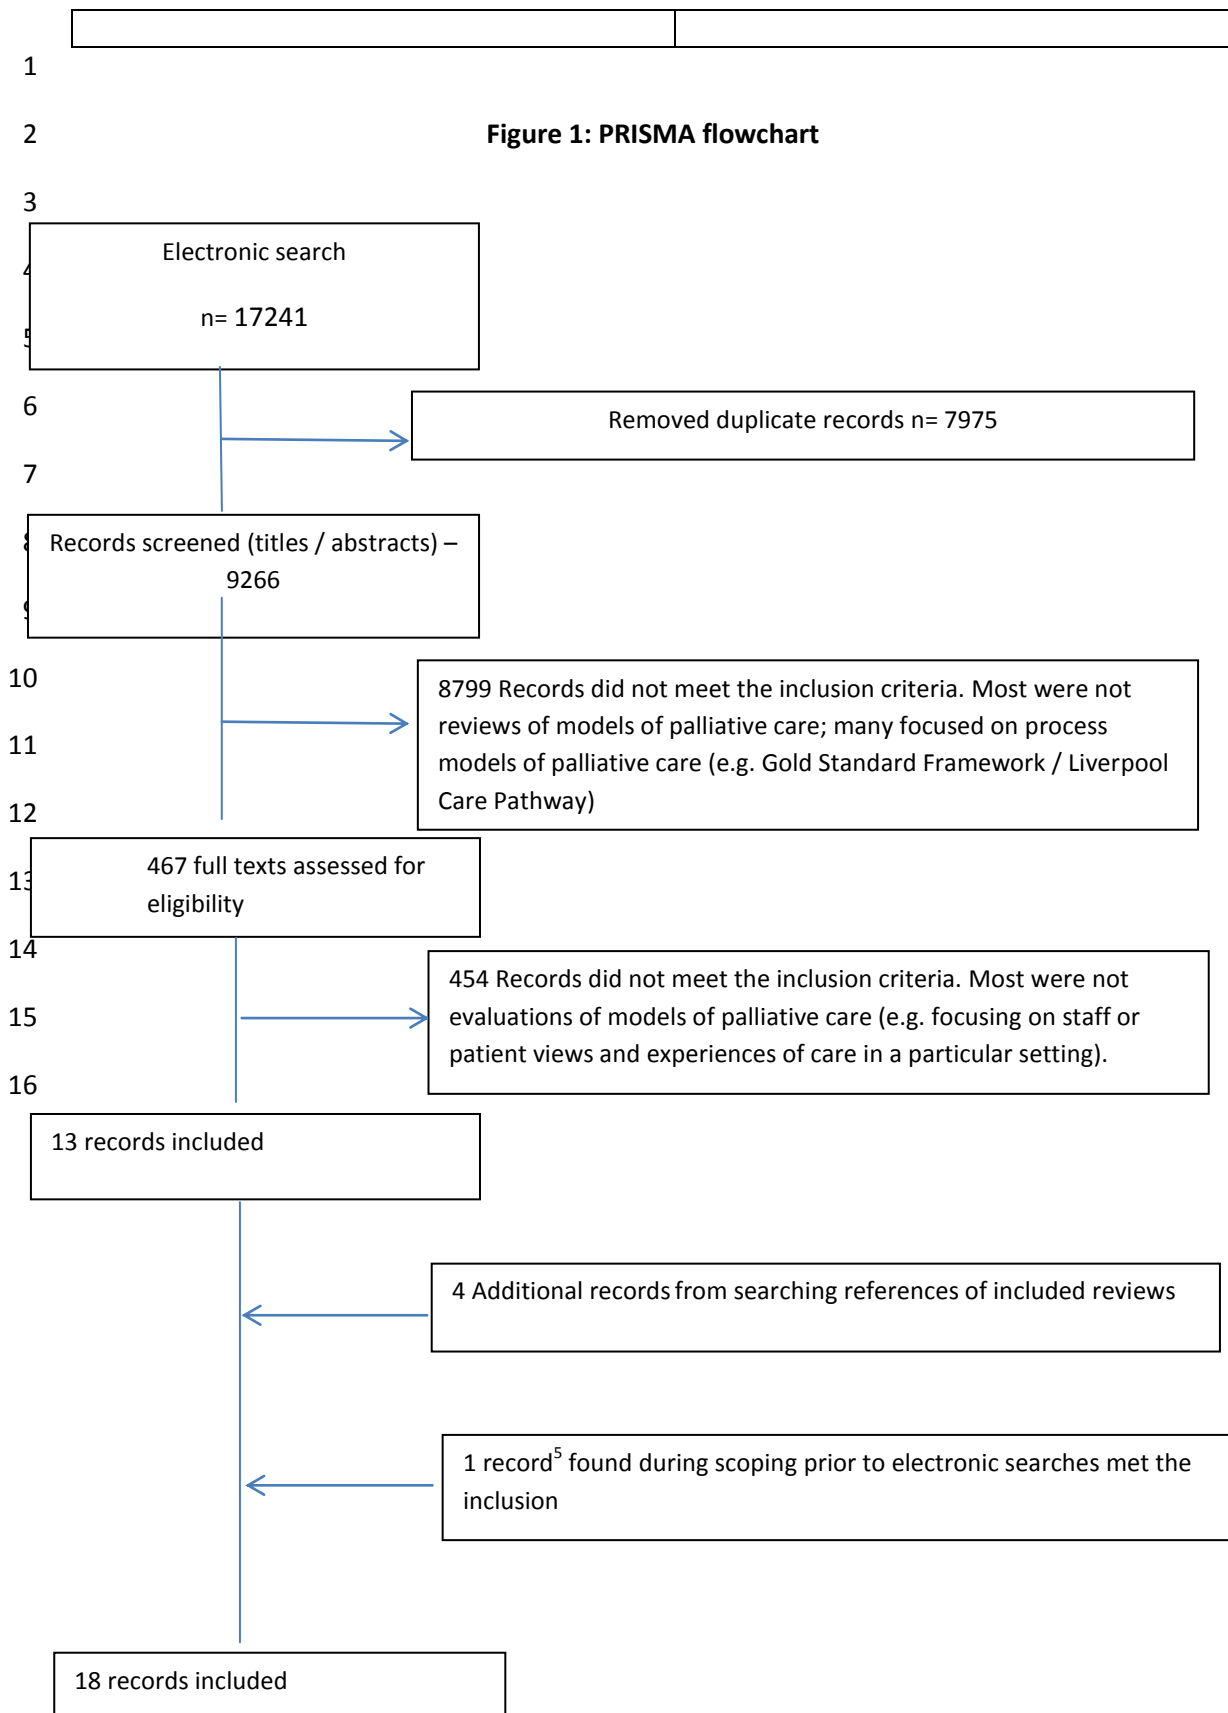 1
2
Figure 1: PRISMA flowchart
3
4
Electronic search
n= 17241
5
6
Removed duplicate records n= 7975
7
8
Records screened (titles / abstracts) –
9266
9
10
8799 Records did not meet the inclusion criteria. Most were not
reviews of models of palliative care; many focused on process
models of palliative care (e.g. Gold Standard Framework / Liverpool
Care Pathway)
11
12
13
467 full texts assessed for
eligibility
14
454 Records did not meet the inclusion criteria. Most were not
evaluations of models of palliative care (e.g. focusing on staff or
patient views and experiences of care in a particular setting).
15
16
13 records included
4 Additional records from searching references of included reviews
1 record5 found during scoping prior to electronic searches met the
inclusion
18 records included